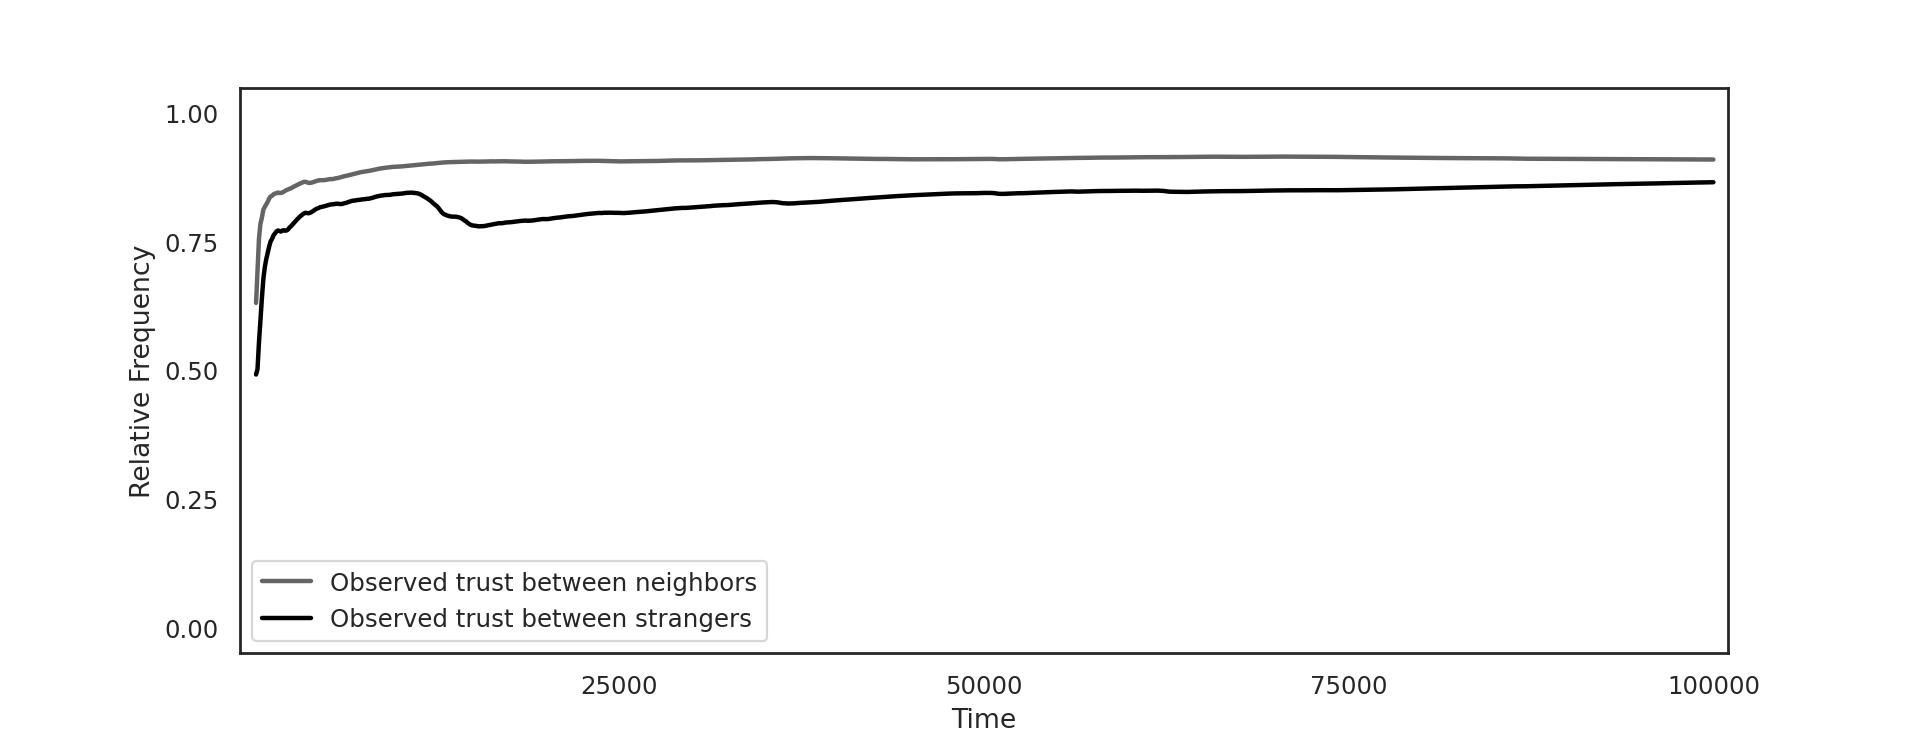 1.00
0.75
0.50
0.25
0.00
Relative Frequency
Observed trust between neighbors
Observed trust between strangers
25000 50000 75000 100000
Time